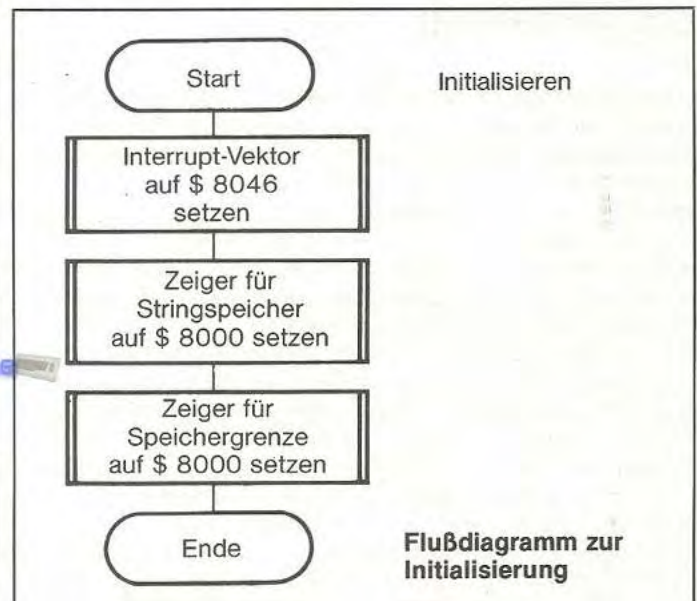 Start
Initialisieren
Interrupt-Vektor
auf $ 8046
setzen
Zeiger für
Stringspeicher
auf $ 8000 setzen
Zeiger für
Speichergrenze
auf $ 8000 setzen
Ende
Flußdiagramm zur
Initialisierung